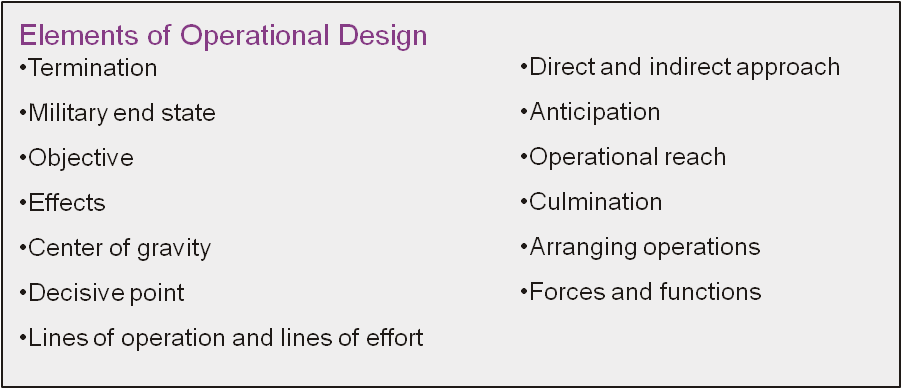 Elements of Operational Design
•Termination
•Military end state
•Objective
•Effects
•Center of gravity
•Decisive point
•Lines of operation and lines of effort
•Direct and indirect approach
•Anticipation
•Operational reach
•Culmination
•Arranging operations
•Forces and functions